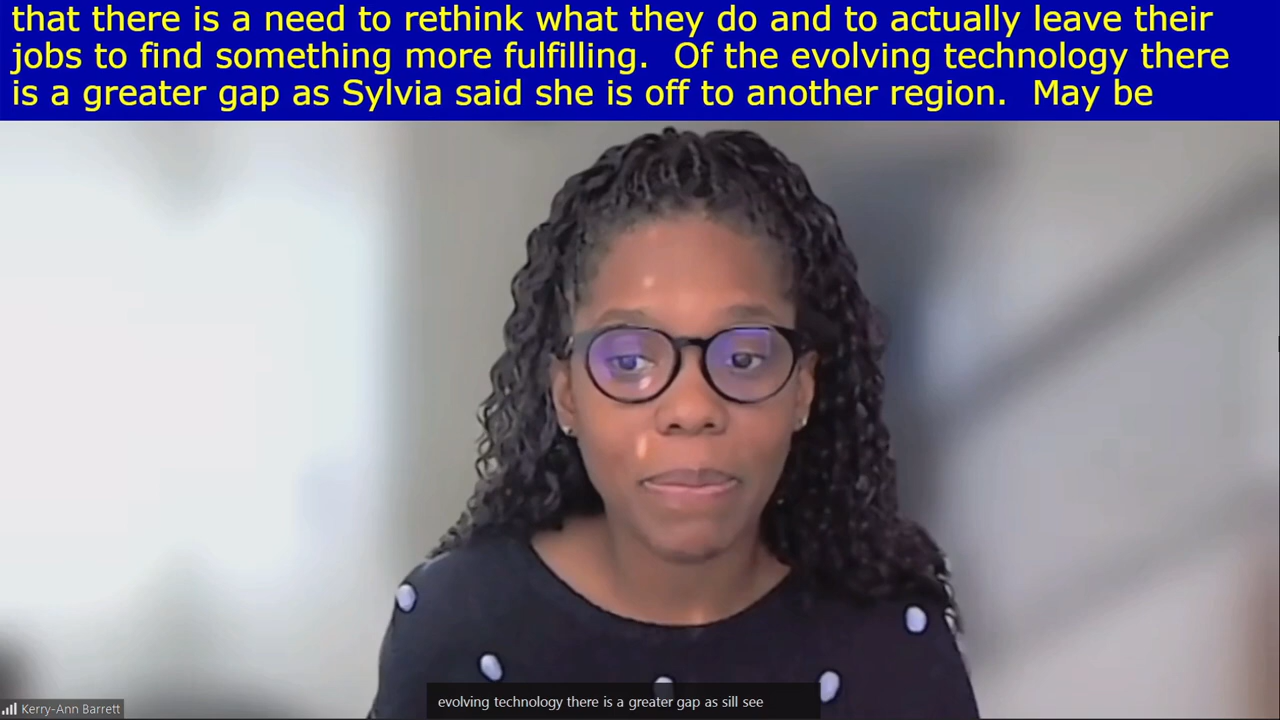 that there is a need to rethink what they do and to actually leave their
jobs to find something more fulfilling.  Of the evolving technology there
is a greater gap as Sylvia said she is off to another region.  May be
evolving technology there is a greater gap as sill see
Kerry-Ann Barrett